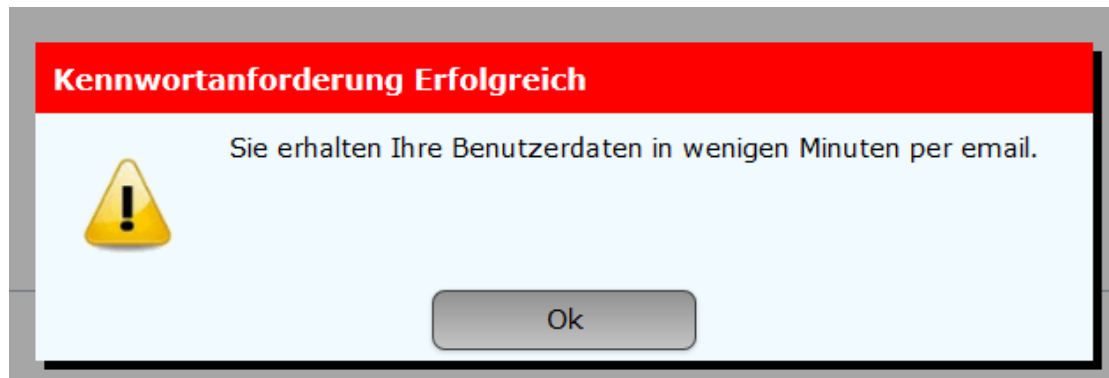 Kennwortanforderung Erfolgreich
Sie erhalten Ihre Benutzerdaten in wenigen Minuten per email.
Ok